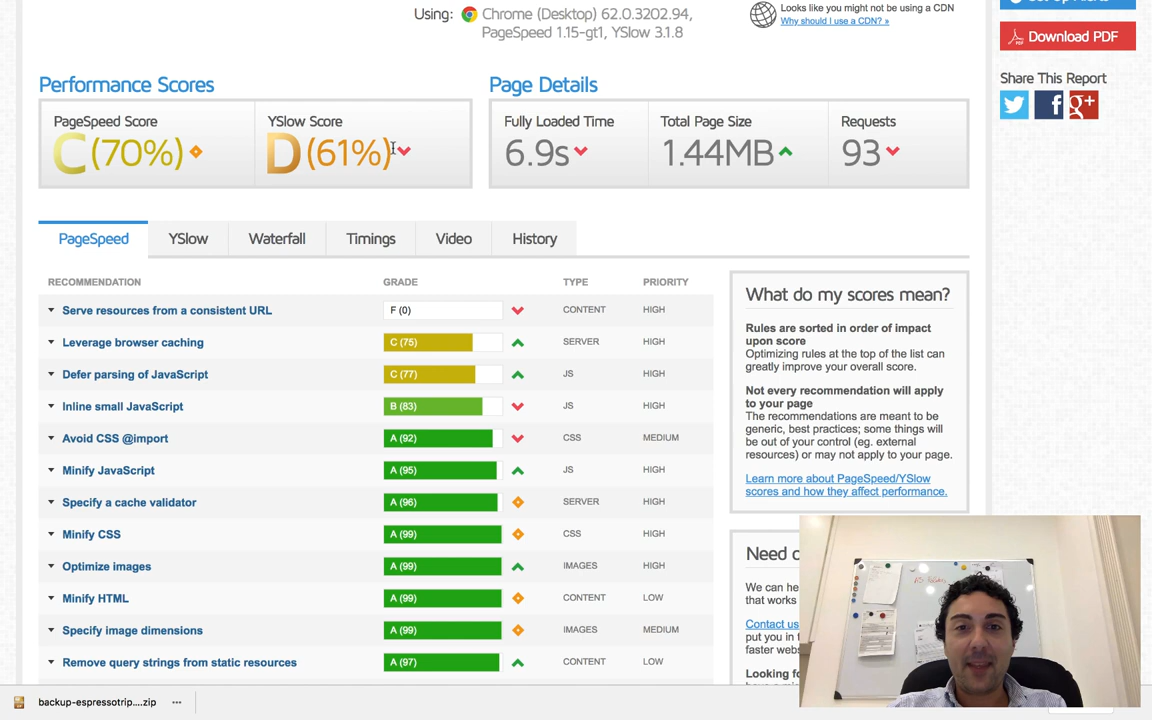 Using:
Chrome (Desktop) 62.0.3202.94,
PageSpeed 1.15-gt1, YSlow 3.1.8
Looks like you might not be using a CDN
Why should I use a CDN? »
Download PDF
Share This Report
Performance Scores
Page Details
PageSpeed Score
C(70%)
YSlow Score
D(61%)
Fully Loaded Time
6.9s
Total Page Size
1.44MB
Requests
93
PageSpeed
YSlow
Waterfall
Timings
Video
History
RECOMMENDATION GRADE TYPE PRIORITY
Serve resources from a consistent URL F (0) CONTENT HIGH
Leverage browser caching C (75) SERVER HIGH
Defer parsing of JavaScript C (77) JS HIGH
Inline small JavaScript B (83) JS HIGH
Avoid CSS @import A (92) CSS MEDIUM
Minify JavaScript A (95) JS HIGH
Specify a cache validator A (96) SERVER HIGH
Minify CSS A (99) CSS HIGH
Optimize images A (99) IMAGES HIGH
Minify HTML A (99) CONTENT LOW
Specify image dimensions A (99) IMAGES MEDIUM
Remove query strings from static resources A (97) CONTENT LOW
What do my scores mean?
Rules are sorted in order of impact
upon score
Optimizing rules at the top of the list can
greatly improve your overall score.
Not every recommendation will apply
to your page
The recommendations are meant to be
generic, best practices; some things will
be out of your control (eg. external
resources) or may not apply to your page.
Learn more about PageSpeed/YSlow
scores and how they affect performance.
Need
We can he
that works
Contact us
put you in
faster web
Looking fo
backup-espressotrip....zip